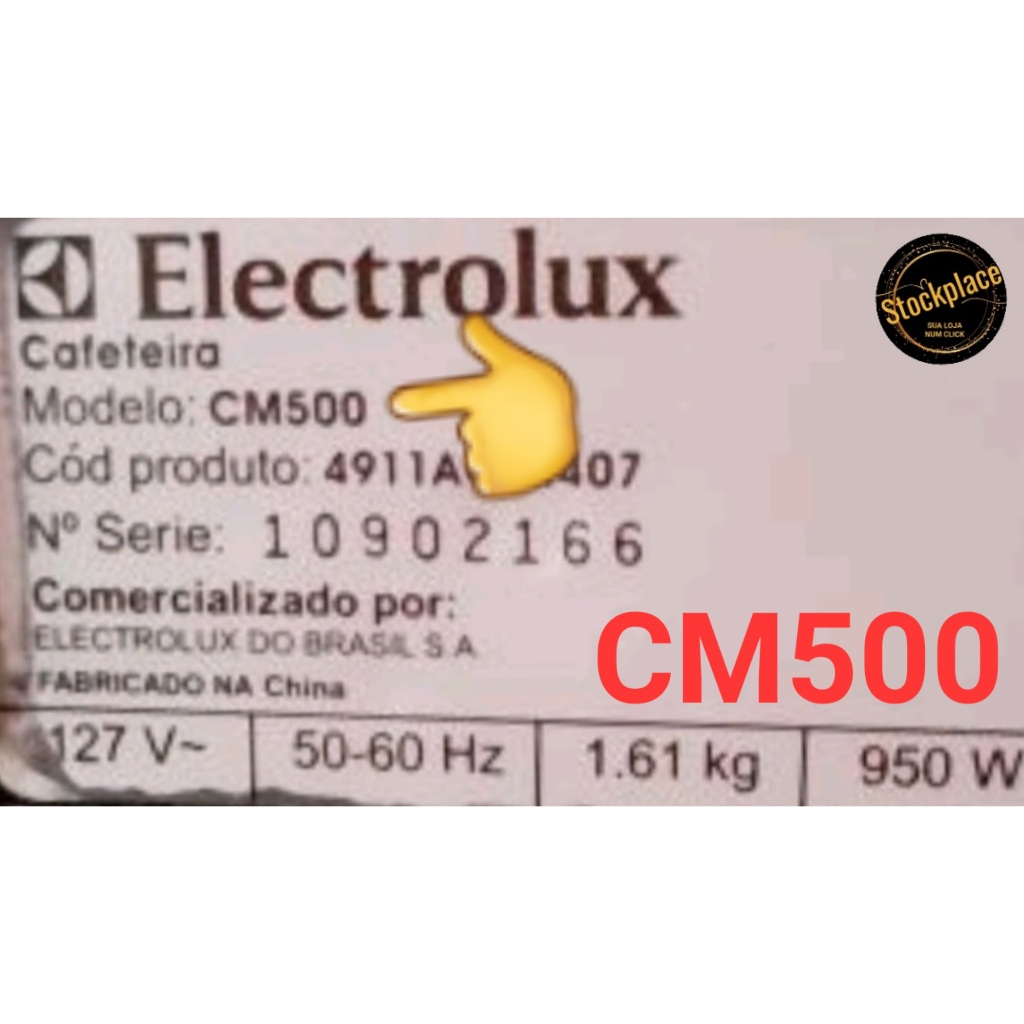 Electrolux
Stockplace
SUA LOJA
NUM CLICK
Cafeteira
Modelo: CM500
Cód produto: 4911A 407
Nº Serie: 10902166
Comercializado por:
ELECTROLUX DO BRASIL S A
FABRICADO NA China
CM500
127 V~ 50-60 Hz 1.61 kg 950 W